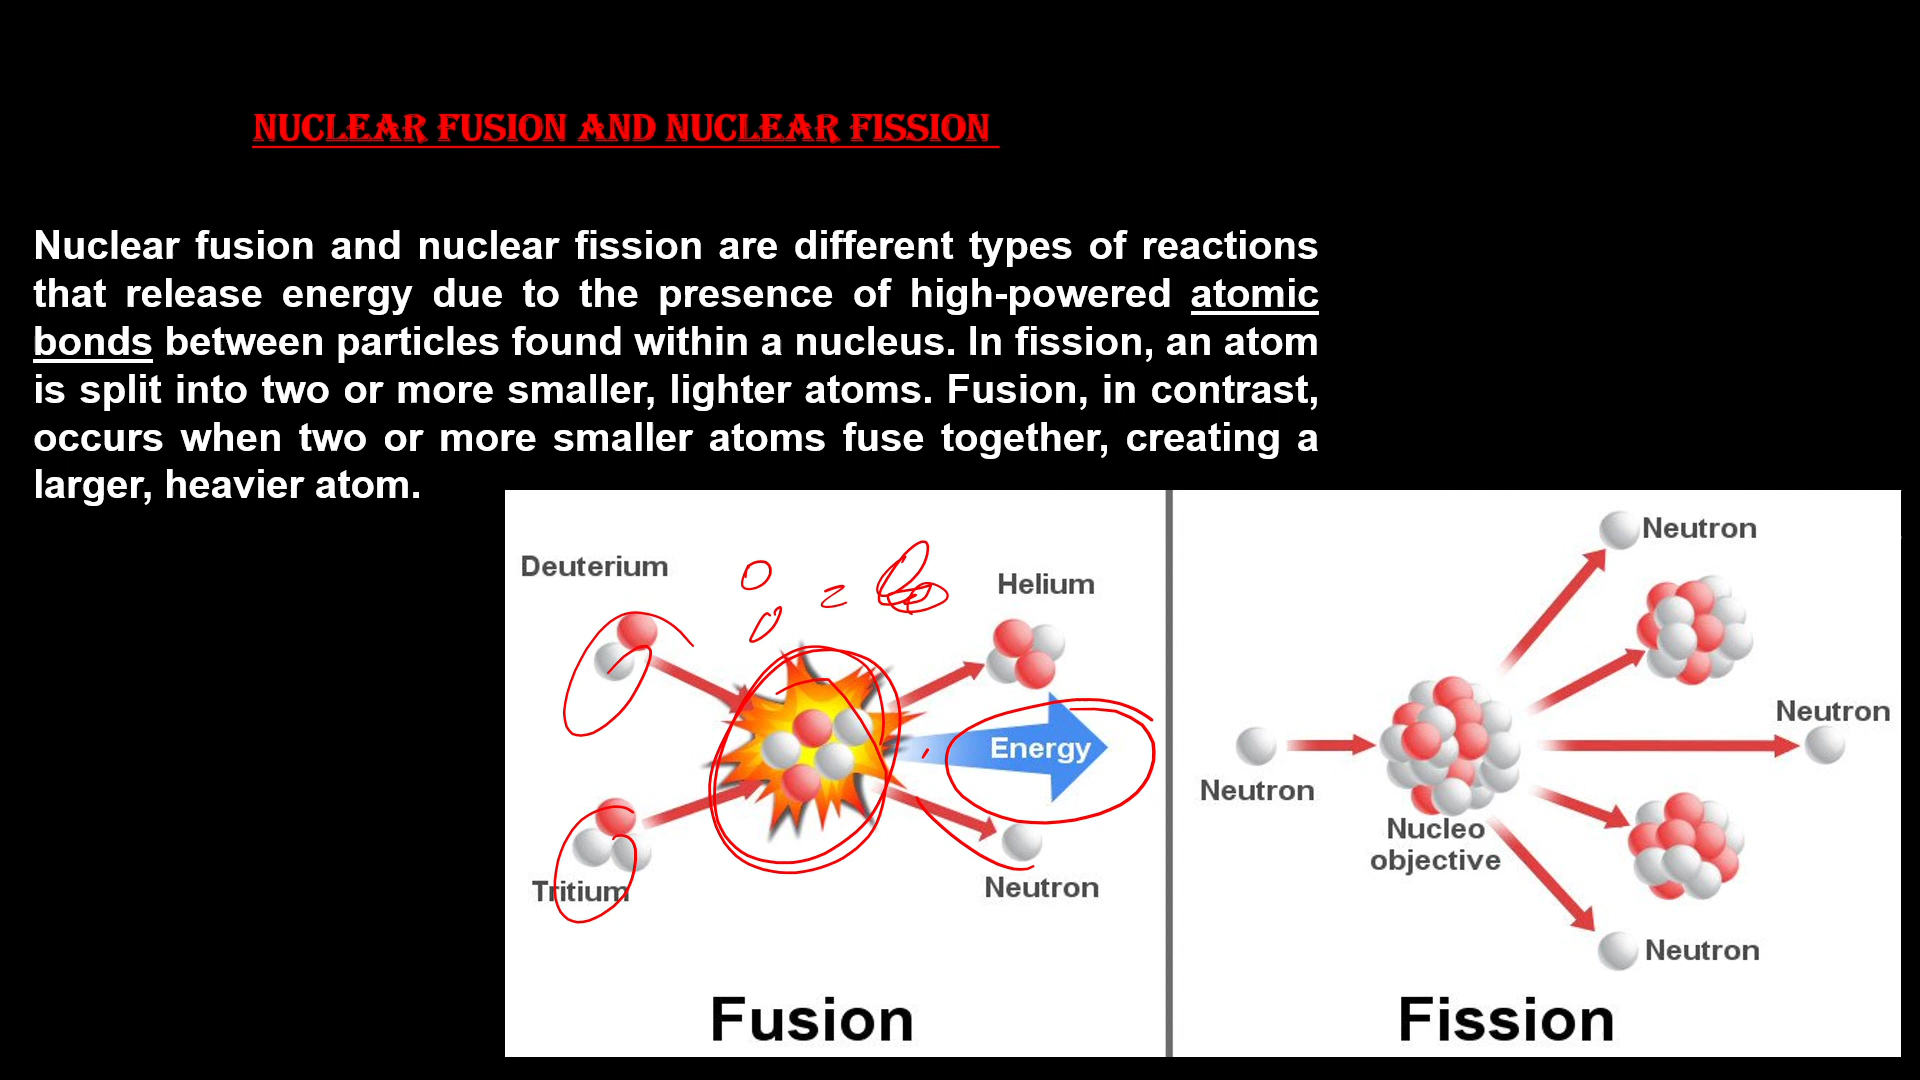 NUCLEAR FUSION AND NUCLEAR FISSION
Nuclear fusion and nuclear fission are different types of reactions
that release energy due to the presence of high-powered atomic
bonds between particles found within a nucleus. In fission, an atom
is split into two or more smaller, lighter atoms. Fusion, in contrast,
occurs when two or more smaller atoms fuse together, creating a
larger, heavier atom.
Deuterium
Helium
Energy
Tritium
Neutron
Fusion
Neutron
Neutron
Neutron
Nucleo
objective
Neutron
Fission